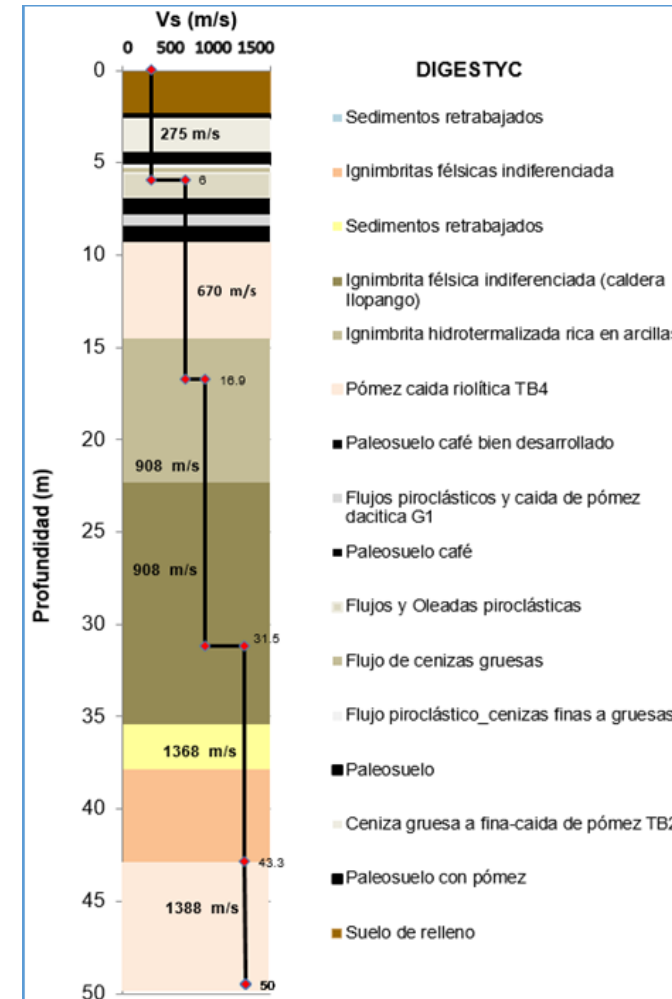 Vs (m/s)
0 500 1000 1500
DIGESTYC
0
5
10
15
20
25
30
35
40
45
50
Profundidad (m)
275 m/s
6
670 m/s
16.9
908 m/s
908 m/s
31.5
1368 m/s
43.3
1388 m/s
50
Sedimentos retrabajados
Ignimbritas félsicas indiferenciada
Sedimentos retrabajados
Ignimbrita félsica indiferenciada (caldera
Ilopango)
Ignimbrita hidrotermalizada rica en arcillas
Pómez caida riolítica TB4
Paleosuelo café bien desarrollado
Flujos piroclásticos y caida de pómez
dacitica G1
Paleosuelo café
Flujos y Oleadas piroclásticas
Flujo de cenizas gruesas
Flujo piroclástico_cenizas finas a gruesas
Paleosuelo
Ceniza gruesa a fina-caida de pómez TB2
Paleosuelo con pómez
Suelo de relleno